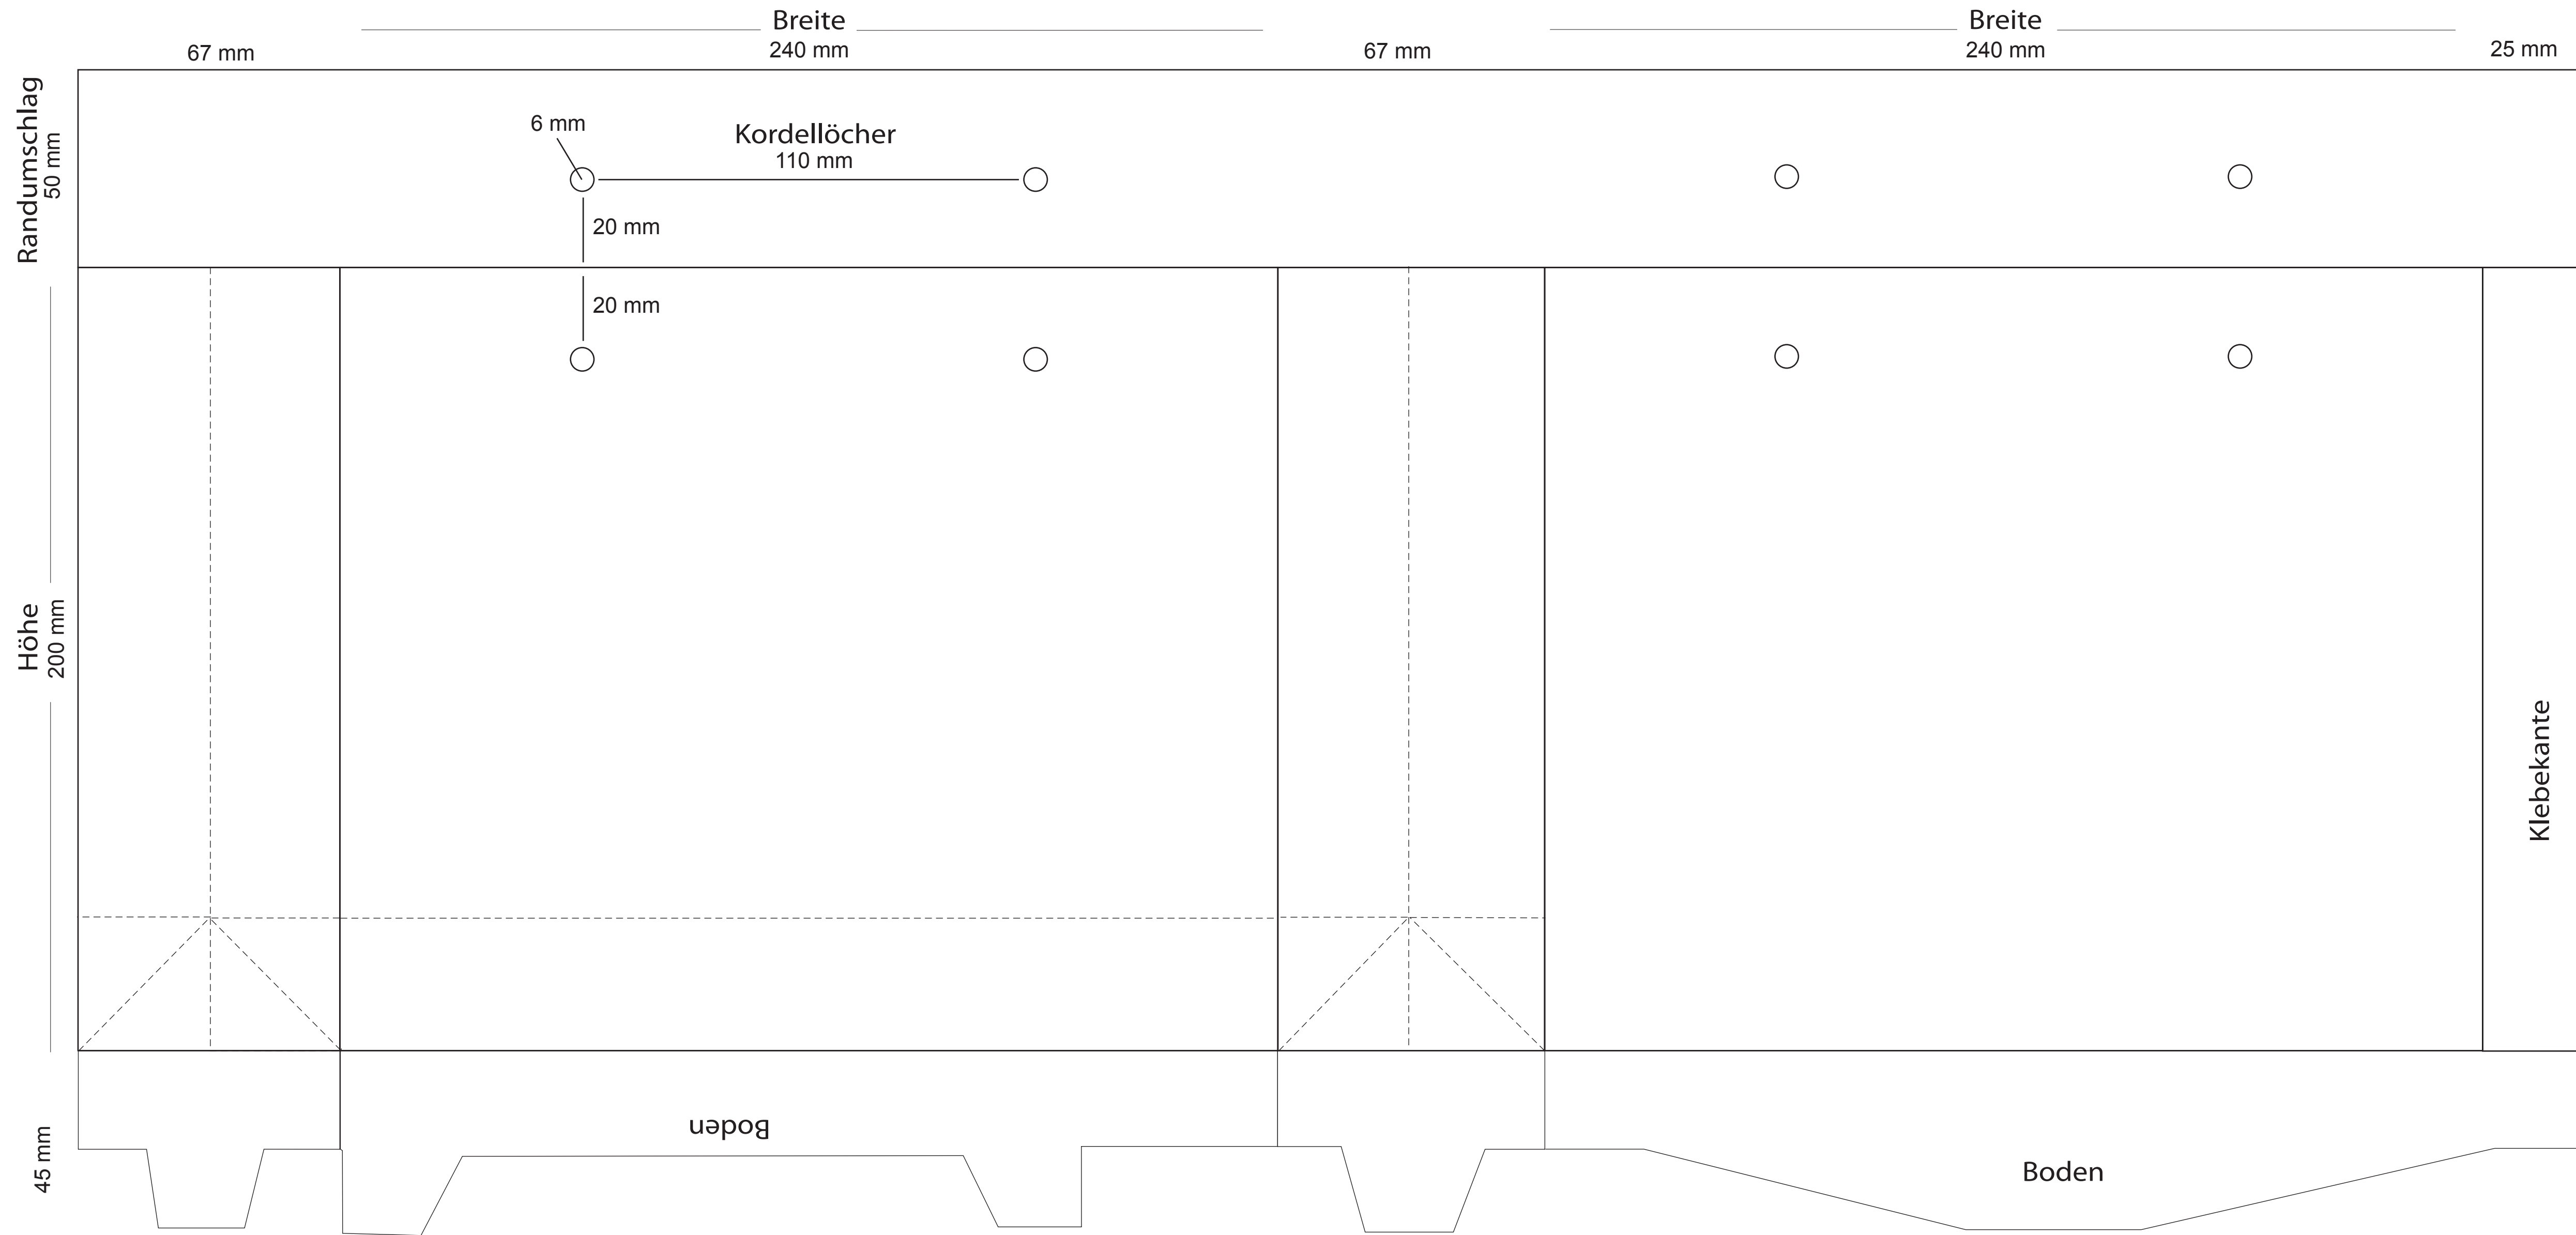 Breite
240 mm
67 mm
67 mm
Breite
240 mm
25 mm
Randumschlag
50 mm
6 mm
Kordellöcher
110 mm
20 mm
20 mm
Höhe
200 mm
Klebekante
45 mm
Boden
Boden